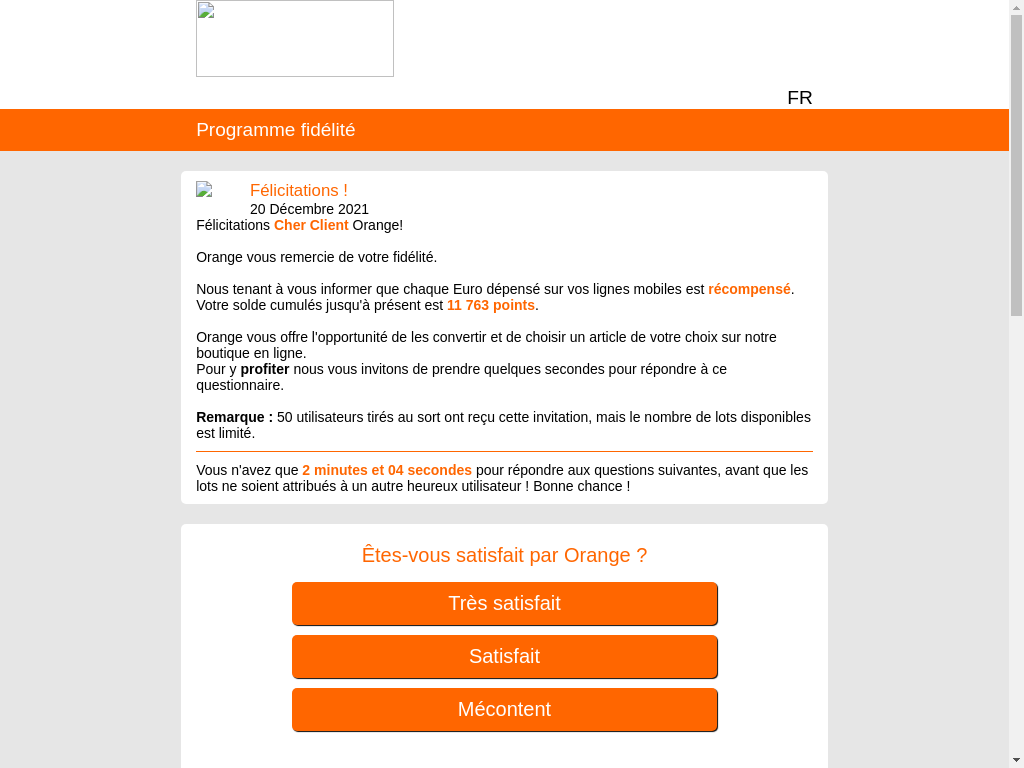 FR
Programme fidélité
Félicitations !
20 Décembre 2021
Félicitations Cher Client Orange!
Orange vous remercie de votre fidélité.
Nous tenant à vous informer que chaque Euro dépensé sur vos lignes mobiles est récompensé.
Votre solde cumulés jusqu'à présent est 11 763 points.
Orange vous offre l'opportunité de les convertir et de choisir un article de votre choix sur notre
boutique en ligne.
Pour y profiter nous vous invitons de prendre quelques secondes pour répondre à ce
questionnaire.
Remarque : 50 utilisateurs tirés au sort ont reçu cette invitation, mais le nombre de lots disponibles
est limité.
Vous n'avez que 2 minutes et 04 secondes pour répondre aux questions suivantes, avant que les
lots ne soient attribués à un autre heureux utilisateur ! Bonne chance !
Êtes-vous satisfait par Orange ?
Très satisfait
Satisfait
Mécontent